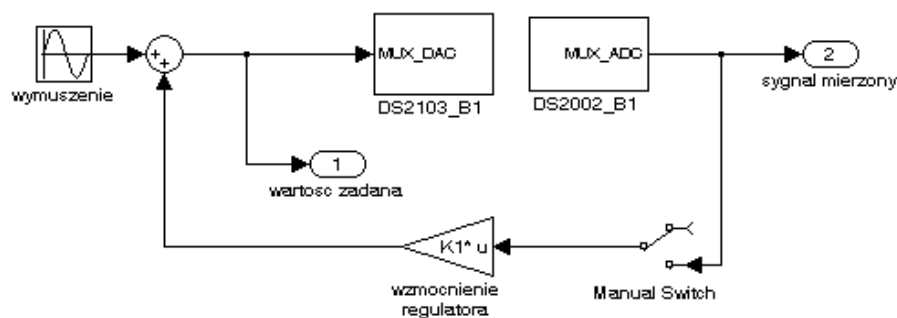 +
+
MUX_DAC
MUX_ADC
2
wymuszenie
DS2103_B1
DS2002_B1
sygnal mierzony
1
wartosc zadana
K1* u
wzmocnienie
regulatora
Manual Switch